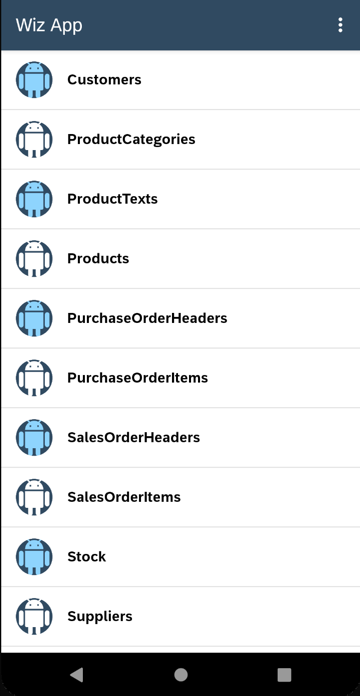 Wiz App
Customers
ProductCategories
ProductTexts
Products
PurchaseOrderHeaders
PurchaseOrderItems
SalesOrderHeaders
SalesOrderItems
Stock
Suppliers